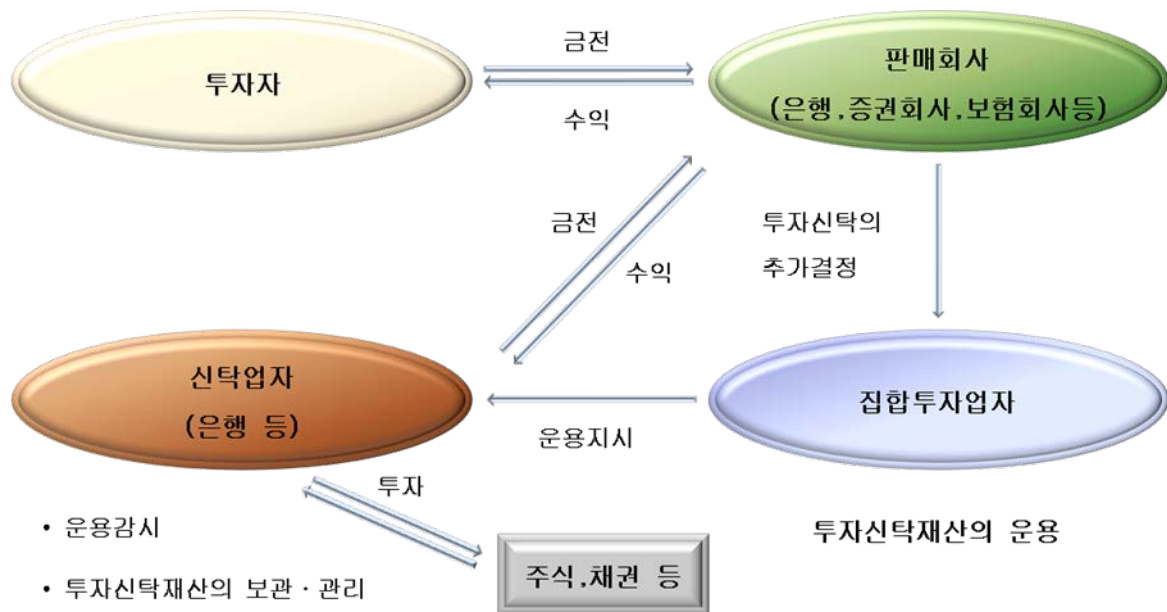 금전
투자자
판매회사
(은행,증권회사,보험회사등)
수익
금전
수익
투자신탁의
추가결정
신탁업자
(은행 등)
집합투자업자
운용지시
투자
• 운용감시
투자신탁재산의 운용
주식,채권 등
• 투자신탁재산의 보관 · 관리